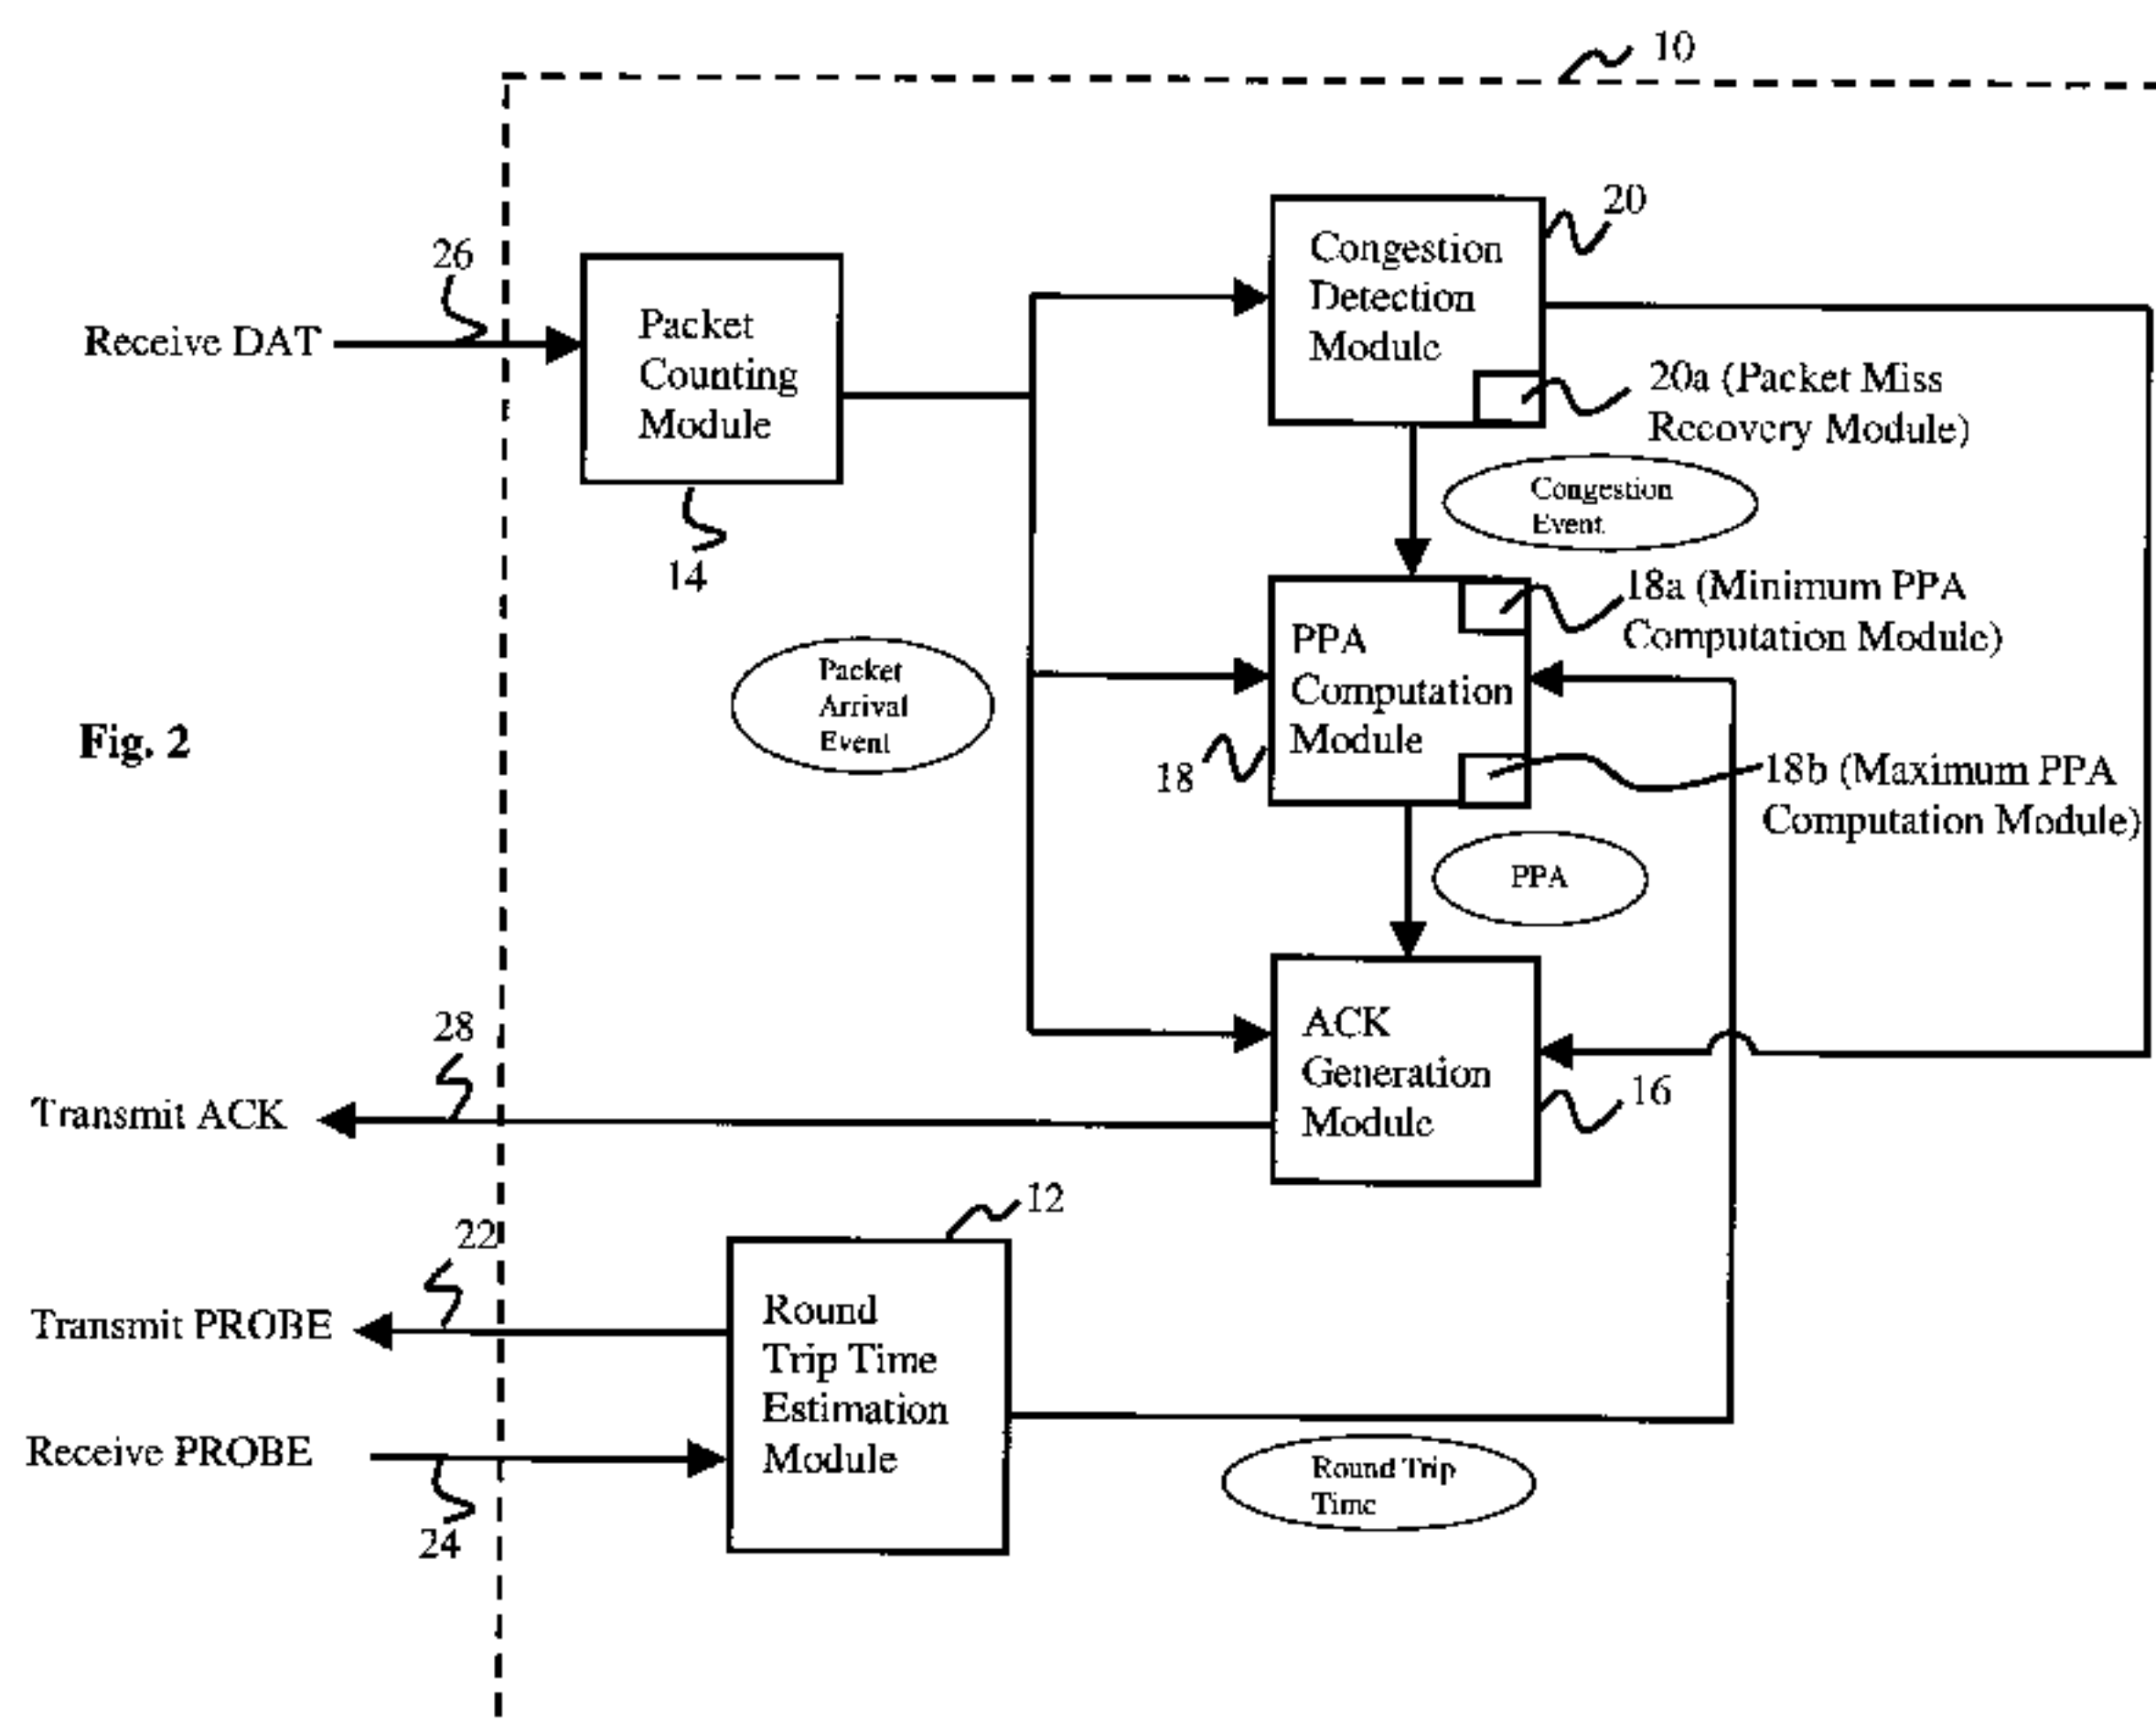 10
20
Congestion
Detection
Module
26
Packet
Counting
Module
Receive DAT
20a (Packet Miss
Recovery Module)
Congestion
Event
14
18a (Minimum PPA
Computation Module)
PPA
Computation
Module
Packet
Arrival
Event
Fig. 2
18
18b (Maximum PPA
Computation Module)
PPA
28
ACK
Generation
Module
16
Transmit ACK
12
22
Round
Trip Time
Estimation
Module
Transmit PROBE
Receive PROBE
Round Trip
Time
24